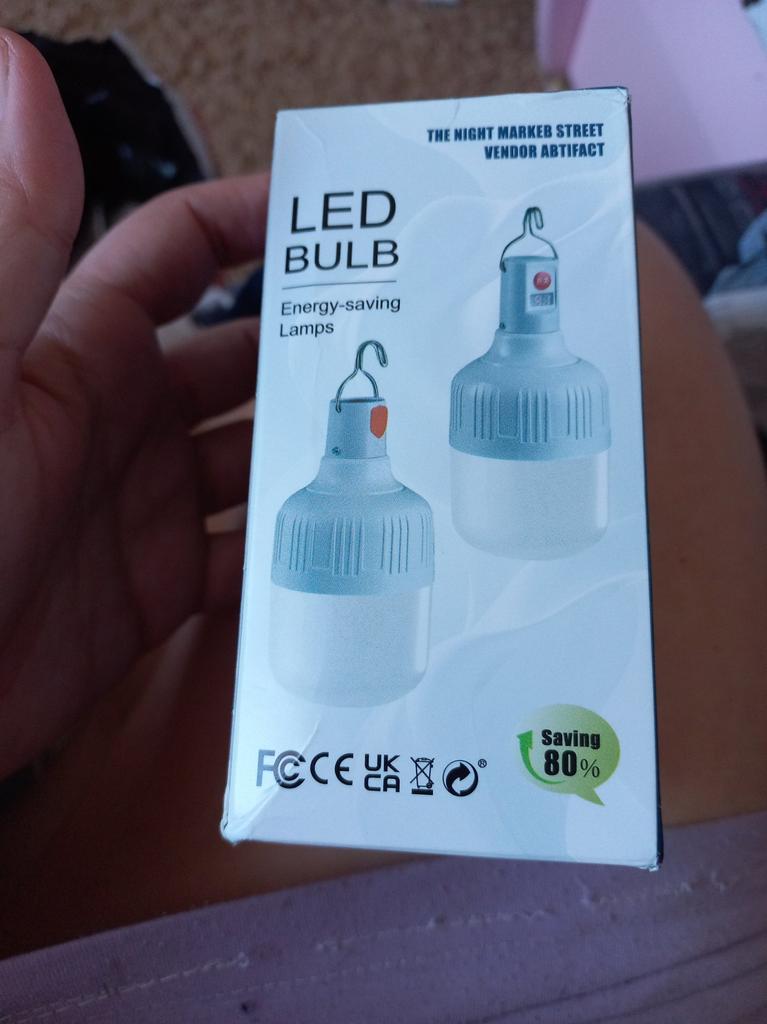 THE NIGHT MARKEB STREET
VENDOR ABTIFACT
LED
BULB
Energy-saving
Lamps
FC CE UK
CA
Saving
80%